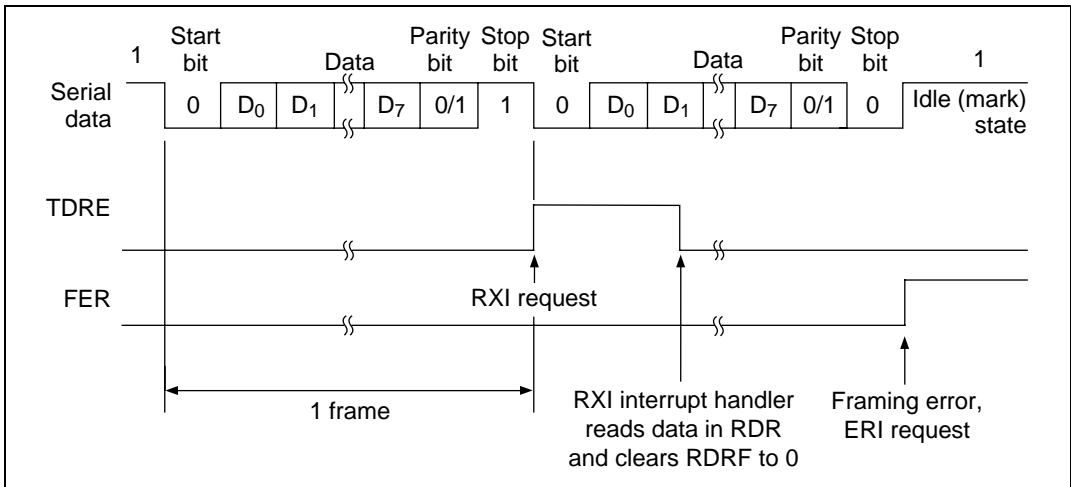 1
Start bit
Data
Parity bit
Stop bit
Start bit
Data
Parity bit
Stop bit
1
Serial data
0
D0
D1
D7
0/1
1
0
D0
D1
D7
0/1
0
Idle (mark) state
TDRE
RXI request
FER
1 frame
RXI interrupt handler
reads data in RDR
and clears RDRF to 0
Framing error,
ERI request